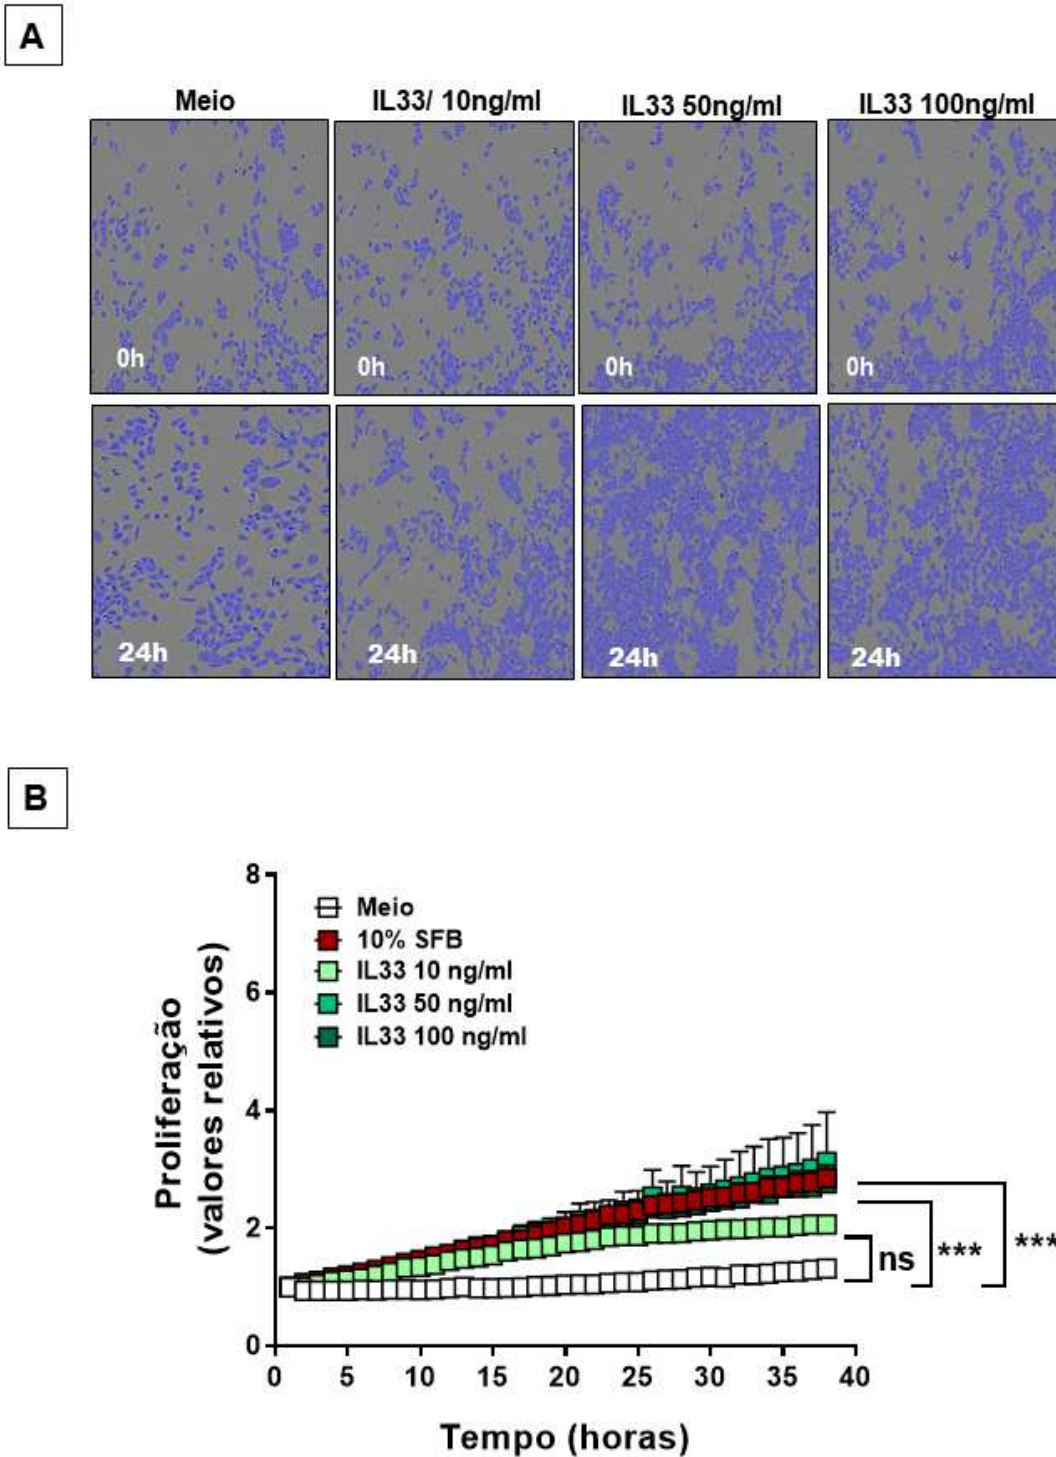 A
Meio
IL33/ 10ng/ml
IL33 50ng/ml
IL33 100ng/ml
0h
0h
0h
0h
24h
24h
24h
24h
B
8
6
4
2
0
Proliferação
(valores relativos)
Meio
10% SFB
IL33 10 ng/ml
IL33 50 ng/ml
IL33 100 ng/ml
ns
***
***
0 5 10 15 20 25 30 35 40
Tempo (horas)